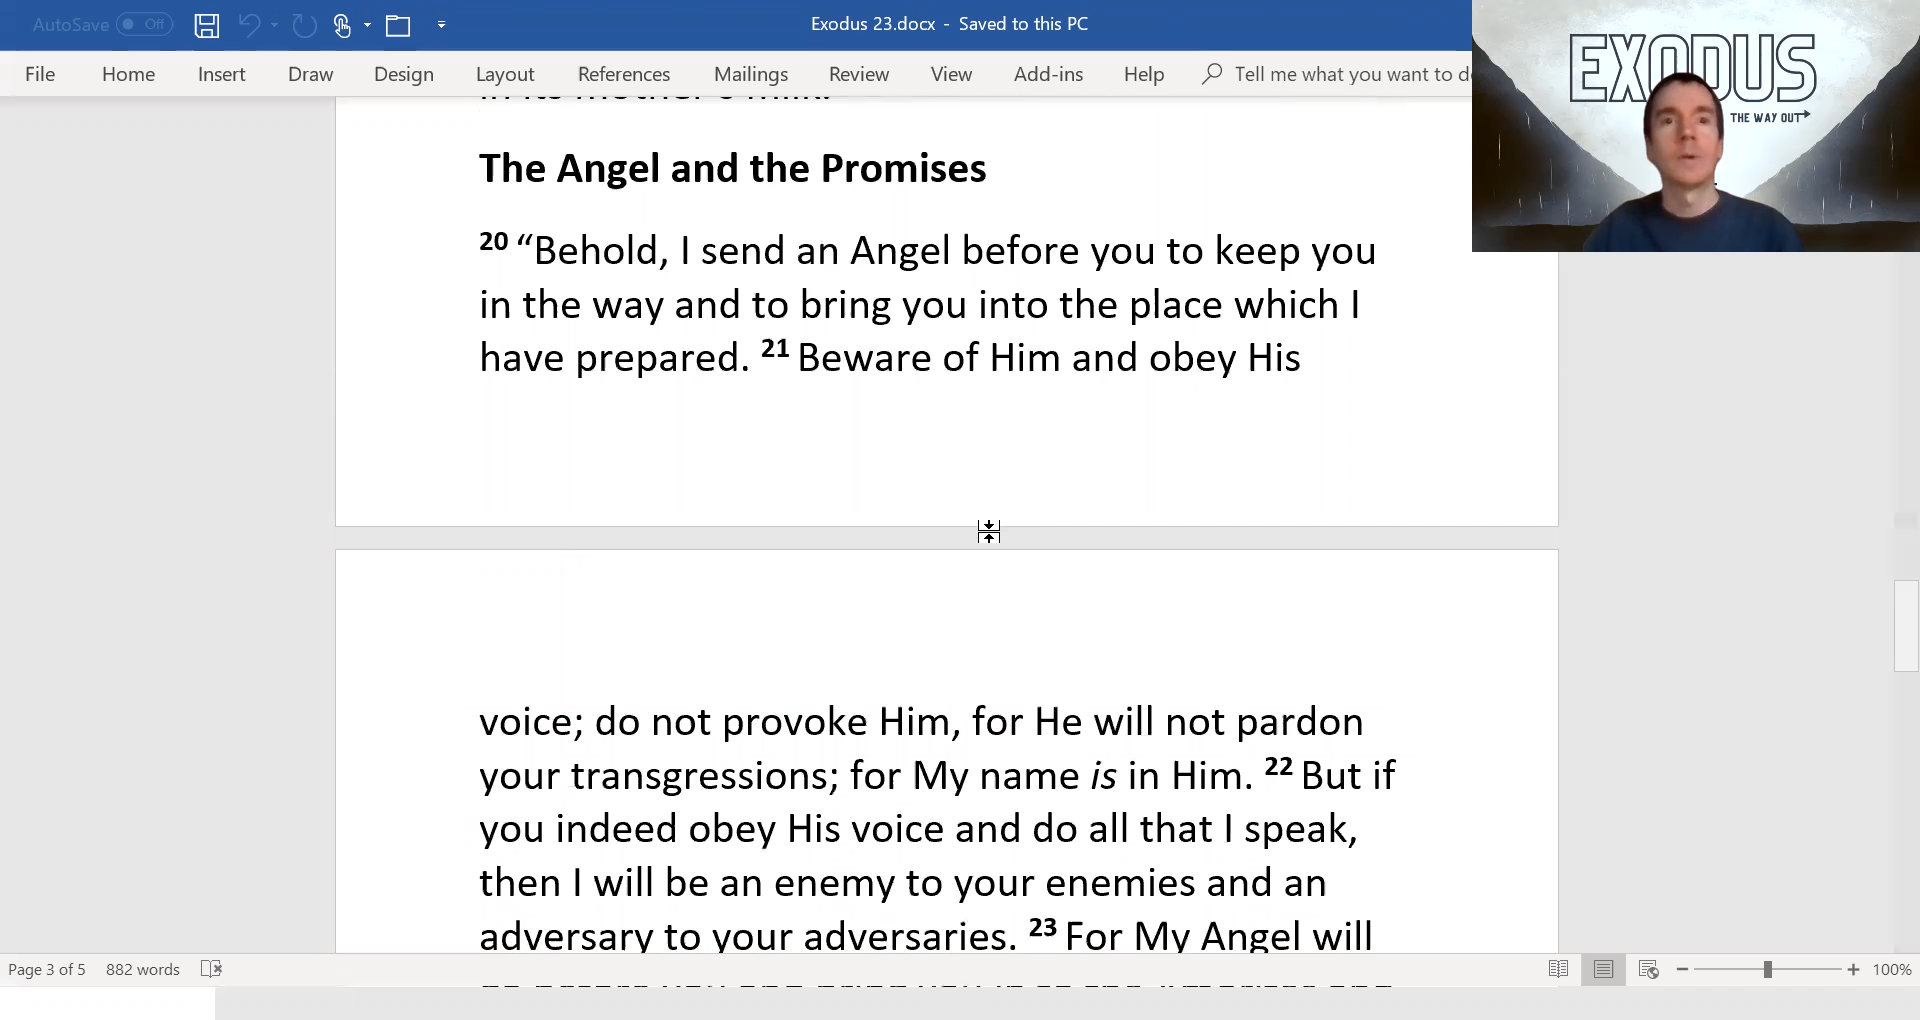 AutoSave Off
Exodus 23.docx - Saved to this PC
File Home Insert Draw Design Layout References Mailings Review View Add-ins Help Tell me what you want to d
EXODUS
THE WAY OUT
in its mother's milk.
The Angel and the Promises
20 “Behold, I send an Angel before you to keep you
in the way and to bring you into the place which I
have prepared. 21 Beware of Him and obey His
voice; do not provoke Him, for He will not pardon
your transgressions; for My name is in Him. 22 But if
you indeed obey His voice and do all that I speak,
then I will be an enemy to your enemies and an
adversary to your adversaries. 23 For My Angel will
Page 3 of 5 882 words 100%